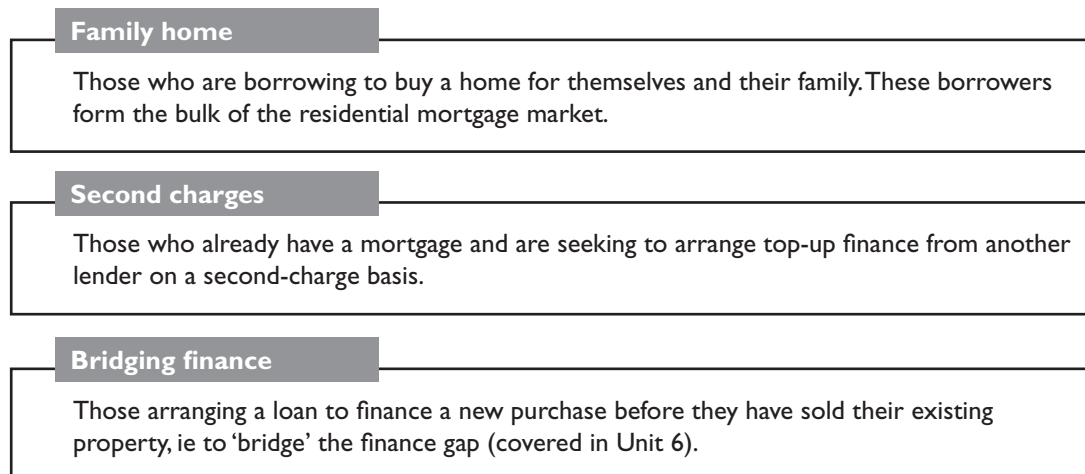 Family home
Those who are borrowing to buy a home for themselves and their family. These borrowers
form the bulk of the residential mortgage market.
Second charges
Those who already have a mortgage and are seeking to arrange top-up finance from another
lender on a second-charge basis.
Bridging finance
Those arranging a loan to finance a new purchase before they have sold their existing
property, ie to ‘bridge’ the finance gap (covered in Unit 6).